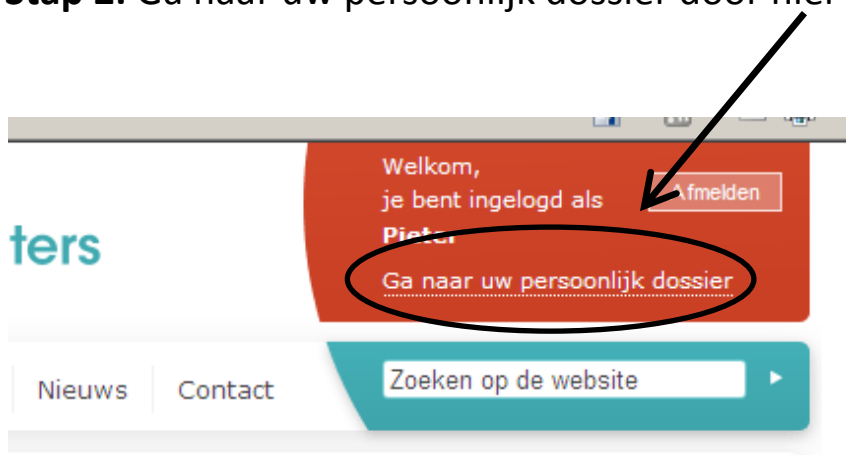 Stap 2. Ga naar uw persoonlijk dossier door hier
Welkom,
je bent ingelogd als
Afmelden
Pieter
ters
Ga naar uw persoonlijk dossier
Nieuws
Contact
Zoeken op de website